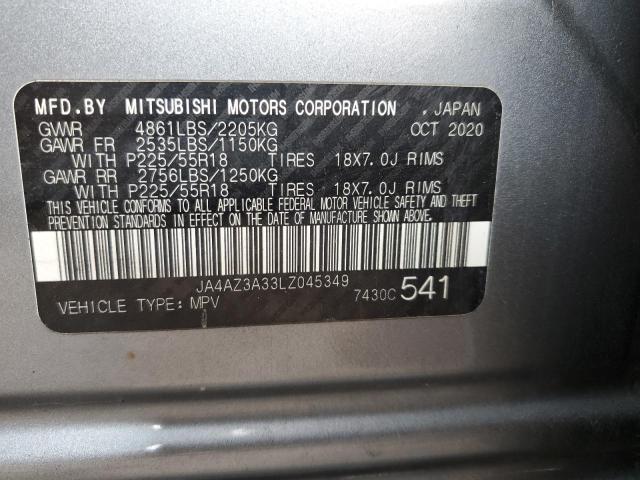 MFD.BY MITSUBISHI MOTORS CORPORATION . JAPAN
GVWR 4861LBS/2205KG OCT 2020
GAWR FR 2535LBS/1150KG
WITH P225/55R18 TIRES 18X7.0J RIMS
GAWR RR 2756LBS/1250KG
WITH P225/55R18 TIRES 18X7.0J RIMS
THIS VEHICLE CONFORMS TO ALL APPLICABLE FEDERAL MOTOR VEHICLE SAFETY AND THEFT
PREVENTION STANDARDS IN EFFECT ON THE DATE OF MANUFACTURE SHOWN ABOVE.
JA4AZ3A33LZ045349
VEHICLE TYPE: MPV 7430C 541